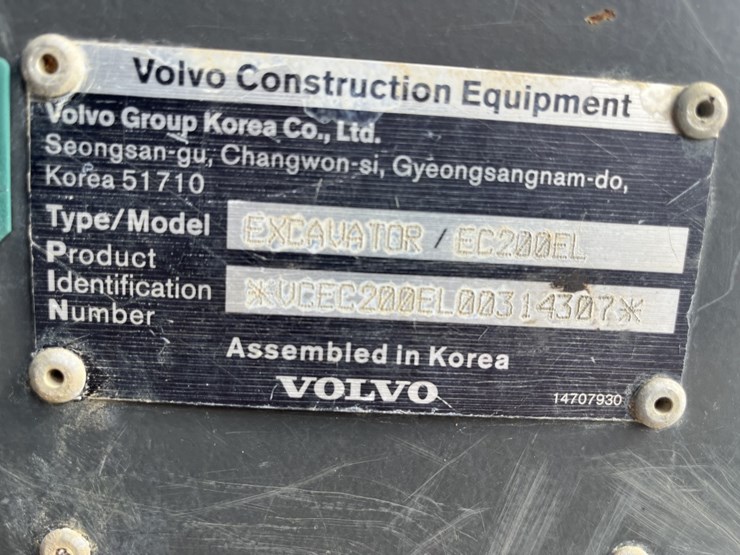 Volvo Construction Equipment
Volvo Group Korea Co., Ltd.
Seongsan-gu, Changwon-si, Gyeongsangnam-do,
Korea 51710
Type/Model EXCAVATOR / EC200EL
Product
Identification *VCEC200EL00314307*
Number
Assembled in Korea
VOLVO
14707930